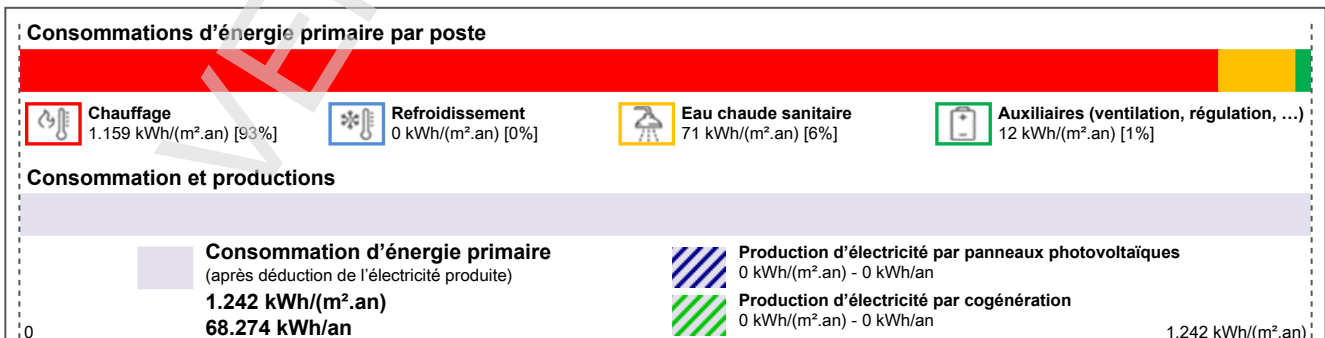 Consommations d'énergie primaire par poste
Chauffage
1.159 kWh/(m².an) [93%]
Refroidissement
0 kWh/(m².an) [0%]
Eau chaude sanitaire
71 kWh/(m².an) [6%]
Auxiliaires (ventilation, régulation, …)
12 kWh/(m².an) [1%]
Consommation et productions
Consommation d'énergie primaire
(après déduction de l'électricité produite)
1.242 kWh/(m².an)
68.274 kWh/an
Production d'électricité par panneaux photovoltaïques
0 kWh/(m².an) - 0 kWh/an
Production d'électricité par cogénération
0 kWh/(m².an) - 0 kWh/an
0
1.242 kWh/(m².an)